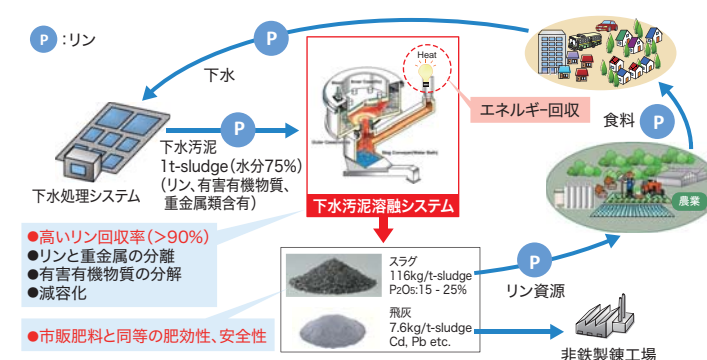 P
：リン
P
下水
Heat
エネルギー回収
食料
P
P
下水汚泥
1t-sludge（水分75%）
（リン、有害有機物質、
重金属類含有）
下水処理システム
下水汚泥溶融システム
農業
●高いリン回収率（>90%）
●リンと重金属の分離
●有害有機物質の分解
●減容化
スラグ
116kg/t-sludge
P2O5:15 - 25%
P
リン資源
飛灰
7.6kg/t-sludge
Cd, Pb etc.
●市販肥料と同等の肥効性、安全性
非鉄製錬工場